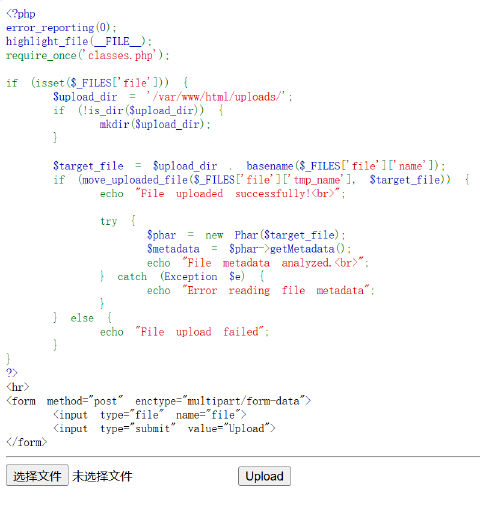 <?php
error_reporting(0);
highlight_file(__FILE__);
require_once('classes.php');
if (isset($_FILES['file'])) {
$upload_dir = '/var/www/html/uploads/';
if (!is_dir($upload_dir)) {
mkdir($upload_dir);
}
$target_file = $upload_dir . basename($_FILES['file']['name']);
if (move_uploaded_file($_FILES['file']['tmp_name'], $target_file)) {
echo "File uploaded successfully!<br>";
try {
$phar = new Phar($target_file);
$metadata = $phar->getMetadata();
echo "File metadata analyzed.<br>";
} catch (Exception $e) {
echo "Error reading file metadata";
}
} else {
echo "File upload failed";
}
}
?>
<hr>
<form method="post" enctype="multipart/form-data">
<input type="file" name="file">
<input type="submit" value="Upload">
</form>
选择文件 未选择文件 Upload